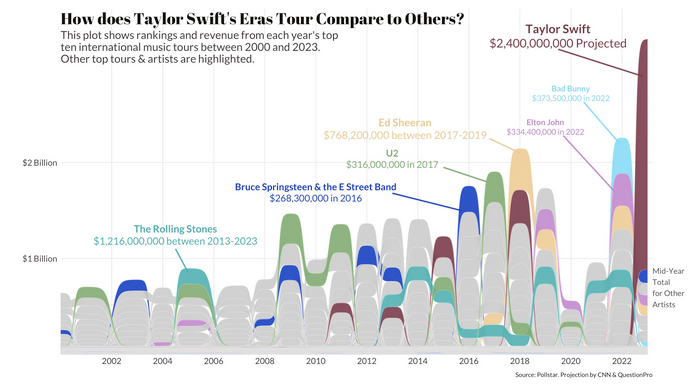 How does Taylor Swift's Eras Tour Compare to Others?
This plot shows rankings and revenue from each year's top
ten international music tours between 2000 and 2023.
Other top tours & artists are highlighted.
Taylor Swift
$2,400,000,000 Projected
Bad Bunny
$373,500,000 in 2022
Elton John
$334,400,000 in 2022
Ed Sheeran
$768,200,000 between 2017-2019
U2
$316,000,000 in 2017
$2 Billion
Bruce Springsteen & the E Street Band
$268,300,000 in 2016
The Rolling Stones
$1,216,000,000 between 2013-2023
$1 Billion
Mid-Year
Total
for Other
Artists
2002 2004 2006 2008 2010 2012 2014 2016 2018 2020 2022
Source: Pollstar. Projection by CNN & QuestionPro